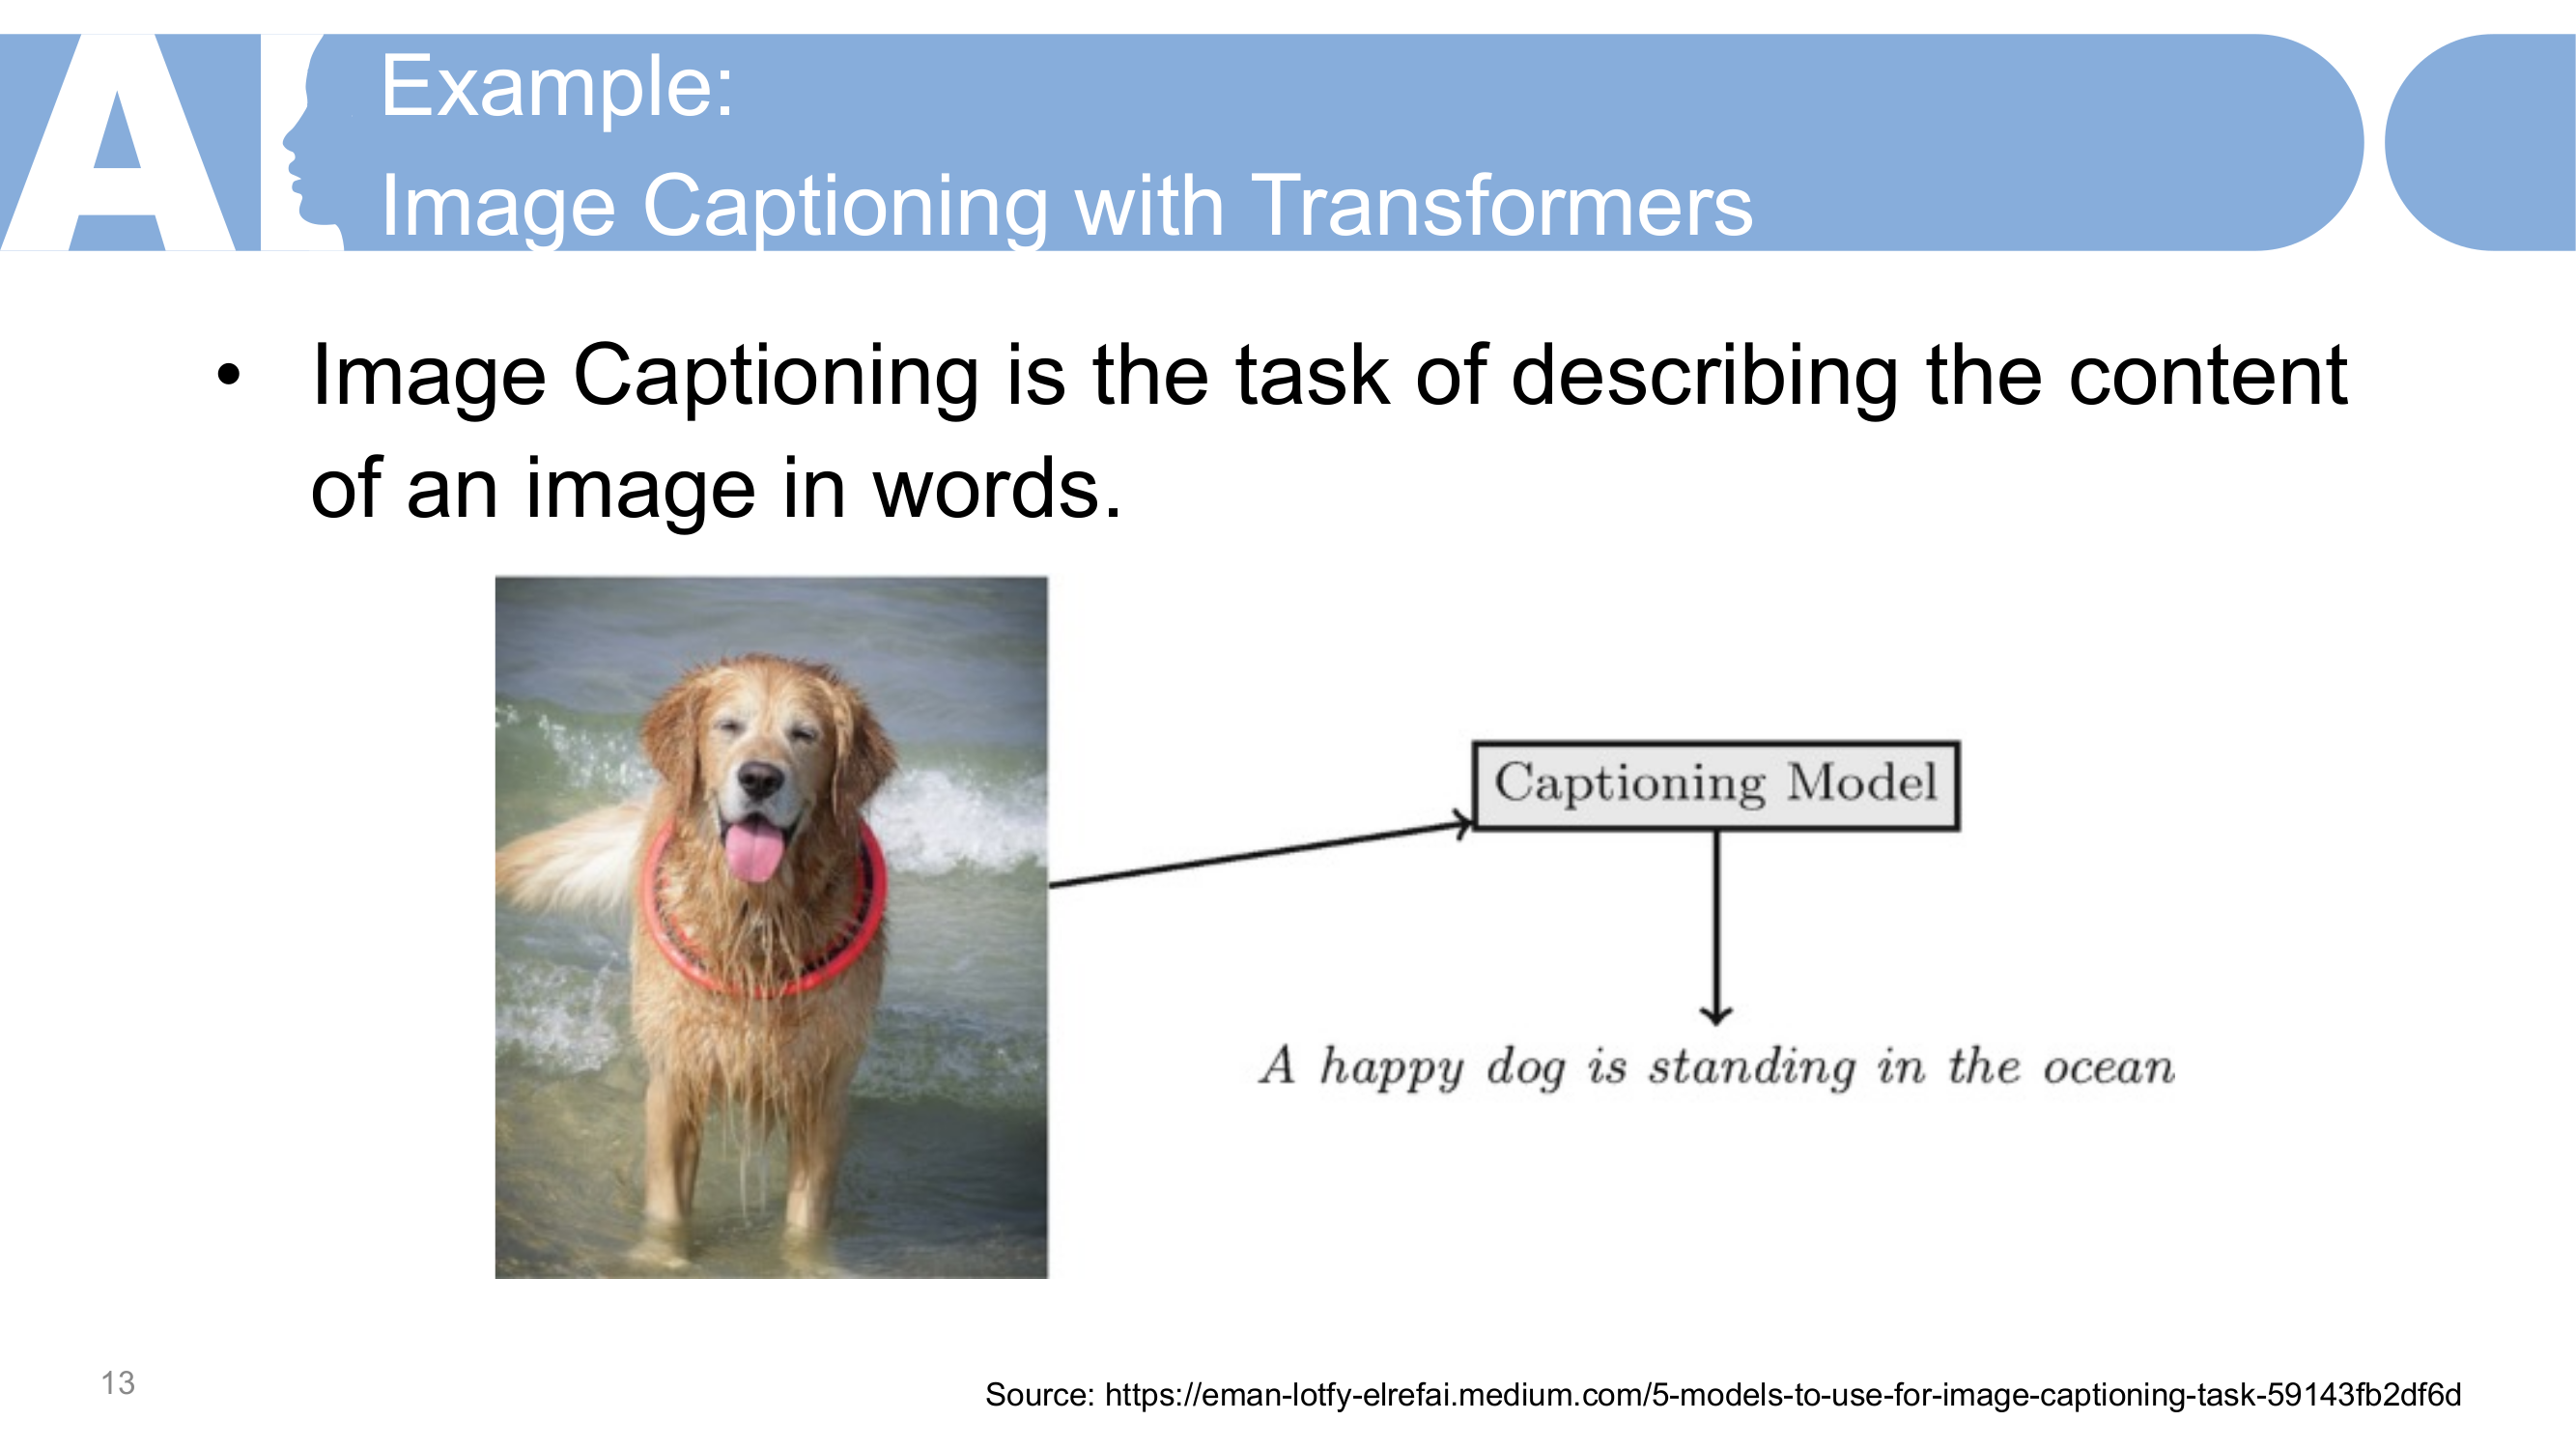 AI
Example:
Image Captioning with Transformers
• Image Captioning is the task of describing the content
of an image in words.
Captioning Model
A happy dog is standing in the ocean
13
Source: https://eman-lotfy-elrefai.medium.com/5-models-to-use-for-image-captioning-task-59143fb2df6d